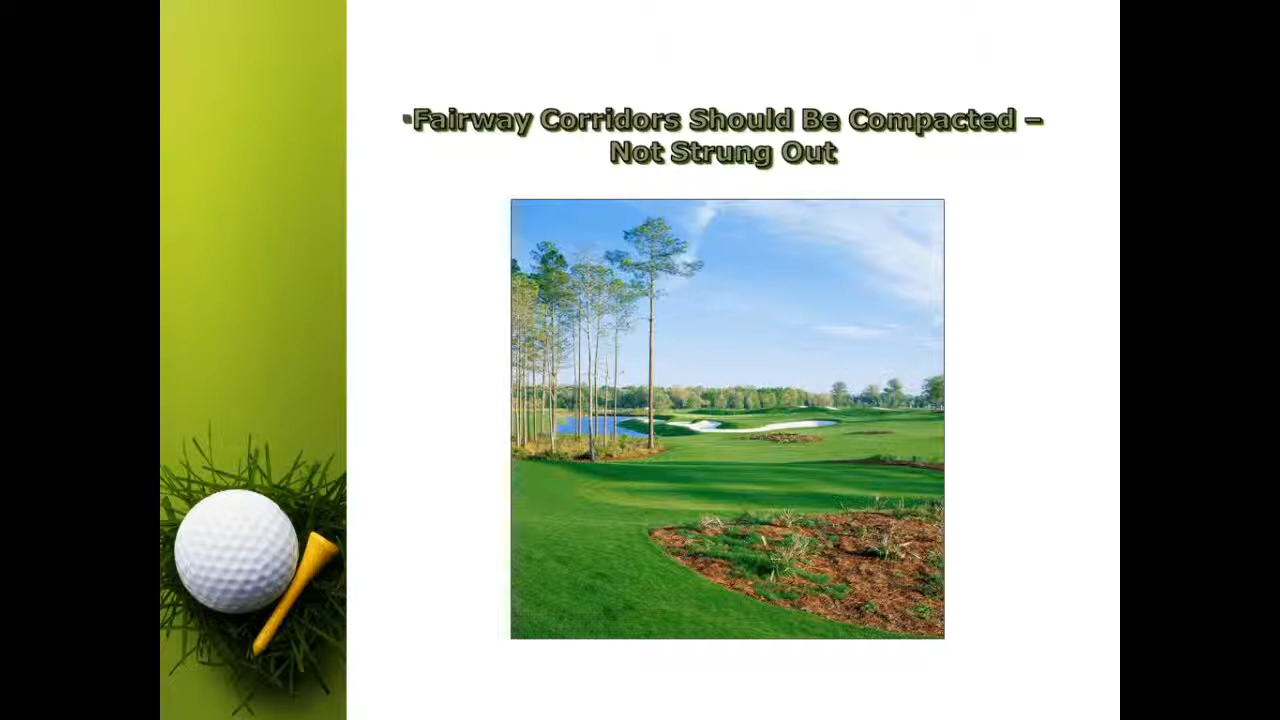 •Fairway Corridors Should Be Compacted –
Not Strung Out